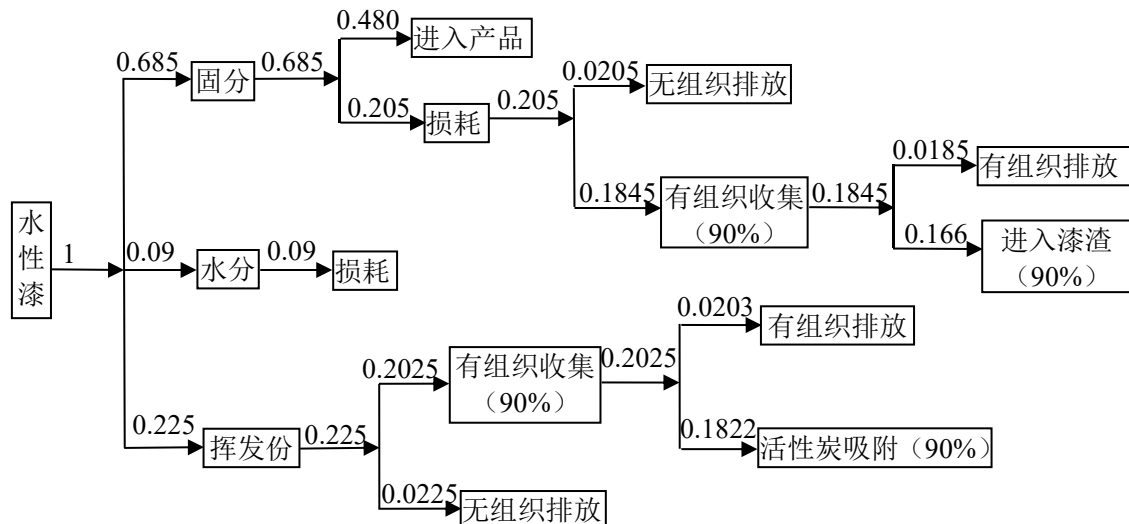 0.480
进入产品
0.685
固分
0.685
0.205
损耗
0.205
0.0205
无组织排放
0.1845
有组织收集
（90%）
0.1845
0.0185
有组织排放
0.166
进入漆渣
（90%）
水性漆
1
0.09
水分
0.09
损耗
0.225
挥发份
0.225
0.2025
有组织收集
（90%）
0.2025
0.0203
有组织排放
0.1822
活性炭吸附（90%）
0.0225
无组织排放